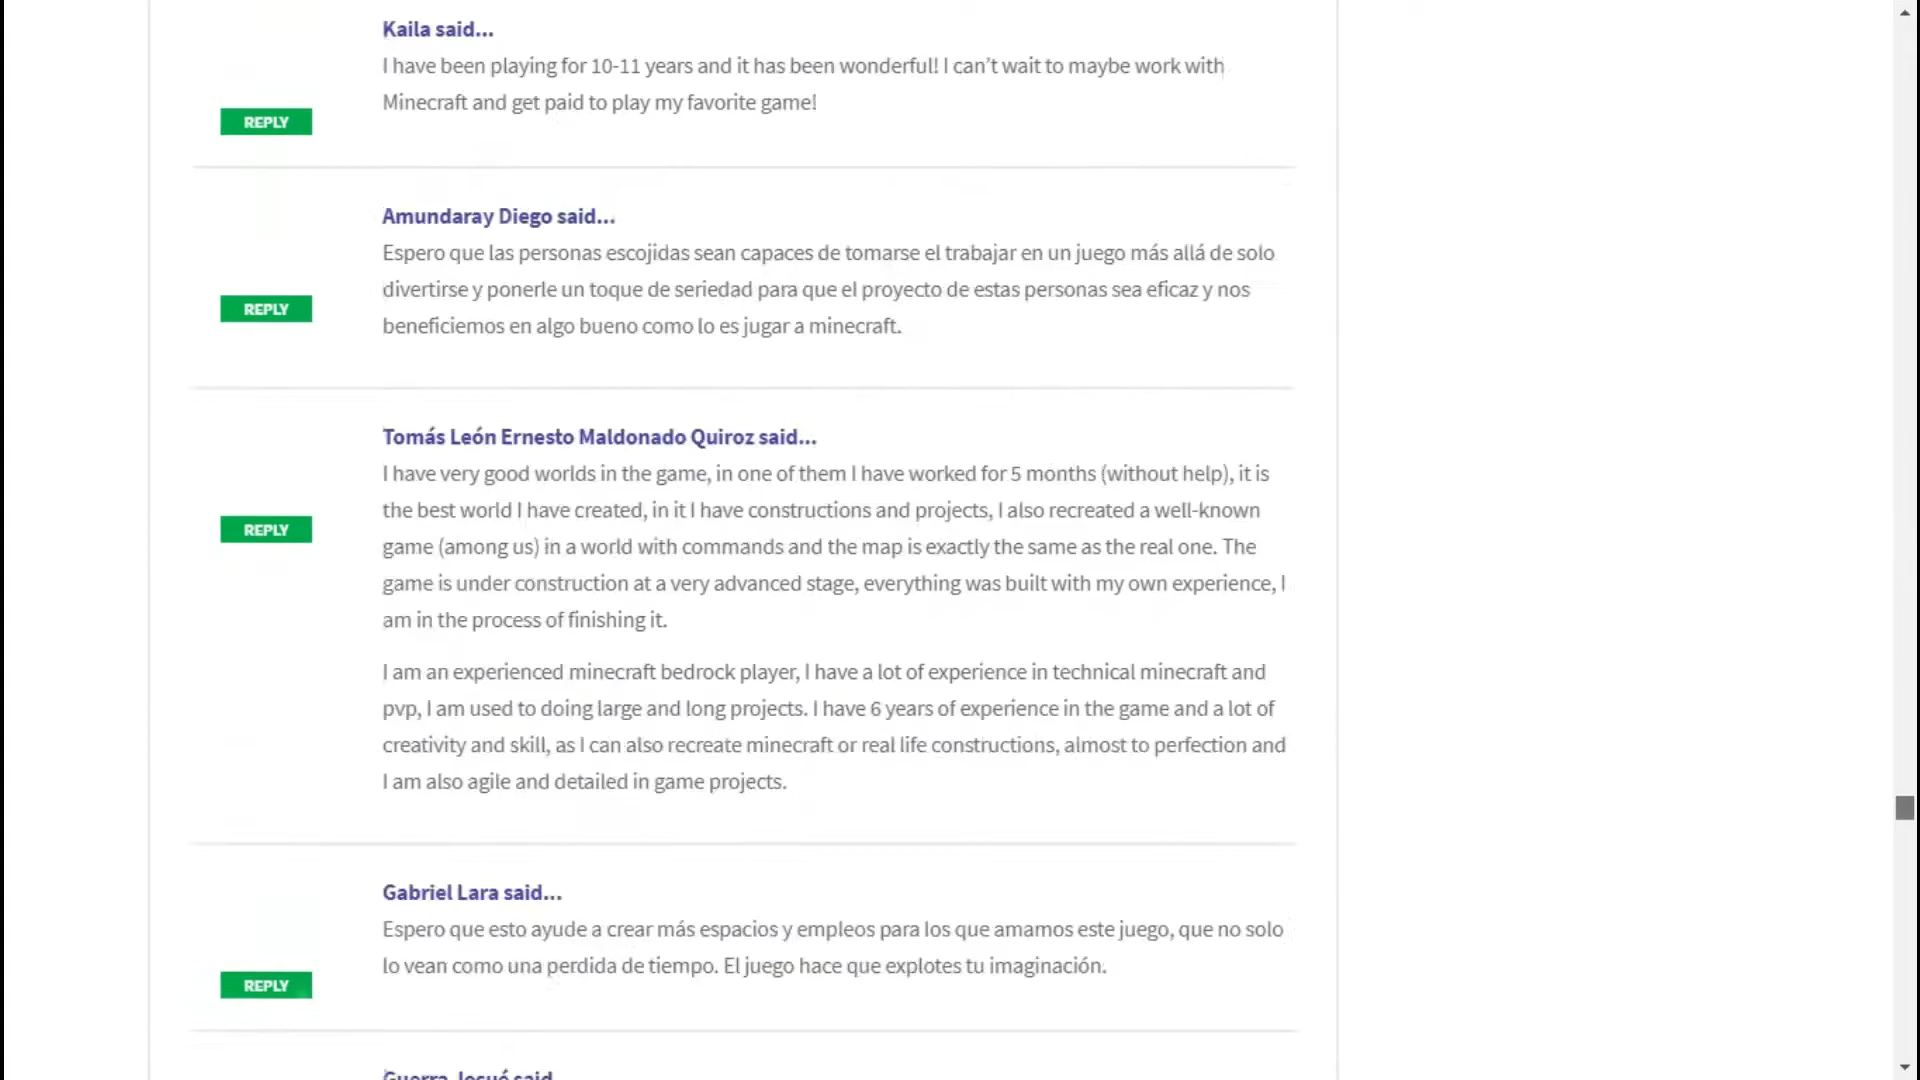 Kaila said...
I have been playing for 10-11 years and it has been wonderful! I can't wait to maybe work with
Minecraft and get paid to play my favorite game!
REPLY
Amundaray Diego said...
Espero que las personas escojidas sean capaces de tomarse el trabajar en un juego más allá de solo
divertirse y ponerle un toque de seriedad para que el proyecto de estas personas sea eficaz y nos
beneficiemos en algo bueno como lo es jugar a minecraft.
REPLY
Tomás León Ernesto Maldonado Quiroz said...
I have very good worlds in the game, in one of them I have worked for 5 months (without help), it is
the best world I have created, in it I have constructions and projects, I also recreated a well-known
game (among us) in a world with commands and the map is exactly the same as the real one. The
game is under construction at a very advanced stage, everything was built with my own experience, I
am in the process of finishing it.
I am an experienced minecraft bedrock player, I have a lot of experience in technical minecraft and
pvp, I am used to doing large and long projects. I have 6 years of experience in the game and a lot of
creativity and skill, as I can also recreate minecraft or real life constructions, almost to perfection and
I am also agile and detailed in game projects.
REPLY
Gabriel Lara said...
Espero que esto ayude a crear más espacios y empleos para los que amamos este juego, que no solo
lo vean como una perdida de tiempo. El juego hace que explotes tu imaginación.
REPLY
Guerra Josué said